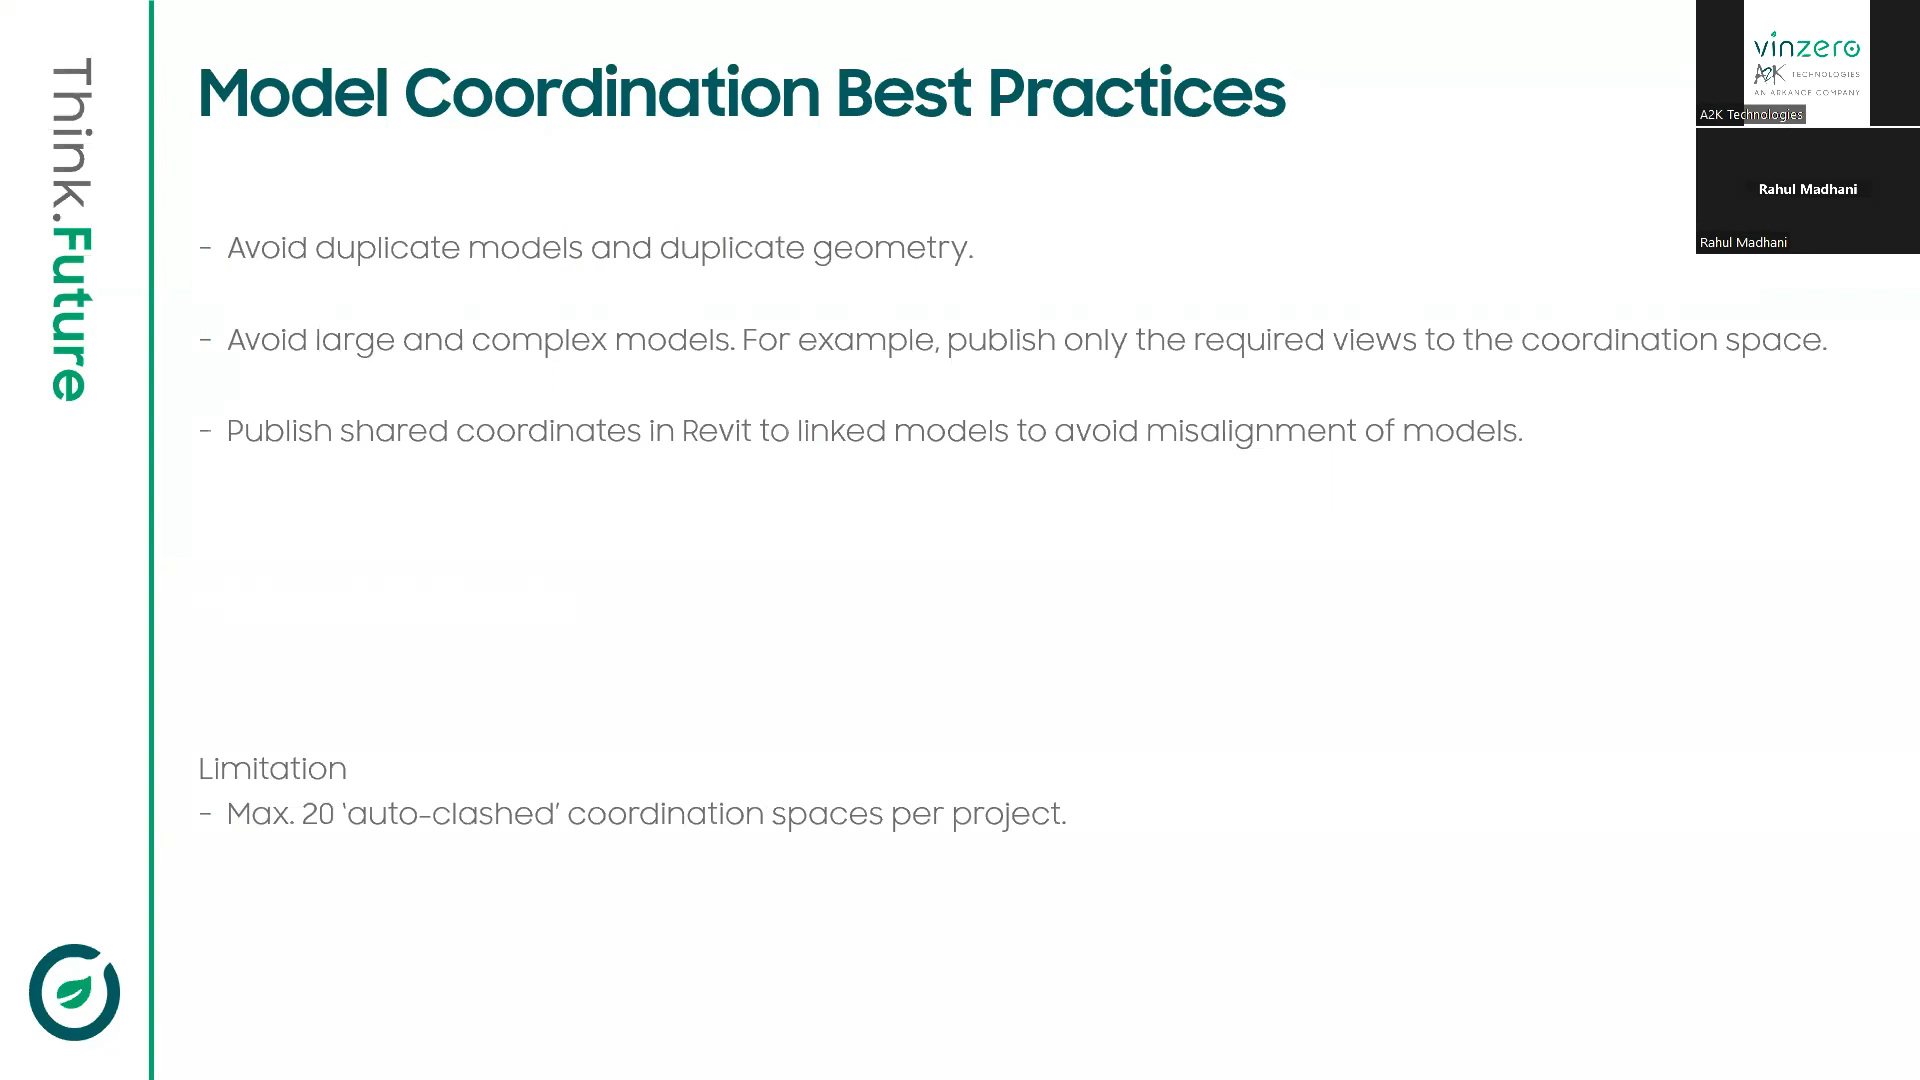 Think.Future
Model Coordination Best Practices
- Avoid duplicate models and duplicate geometry.
- Avoid large and complex models. For example, publish only the required views to the coordination space.
- Publish shared coordinates in Revit to linked models to avoid misalignment of models.
Limitation
- Max. 20 ‘auto-clashed’ coordination spaces per project.
vinzero
A2K TECHNOLOGIES
AN ARKANCE COMPANY
A2K Technologies
Rahul Madhani
Rahul Madhani